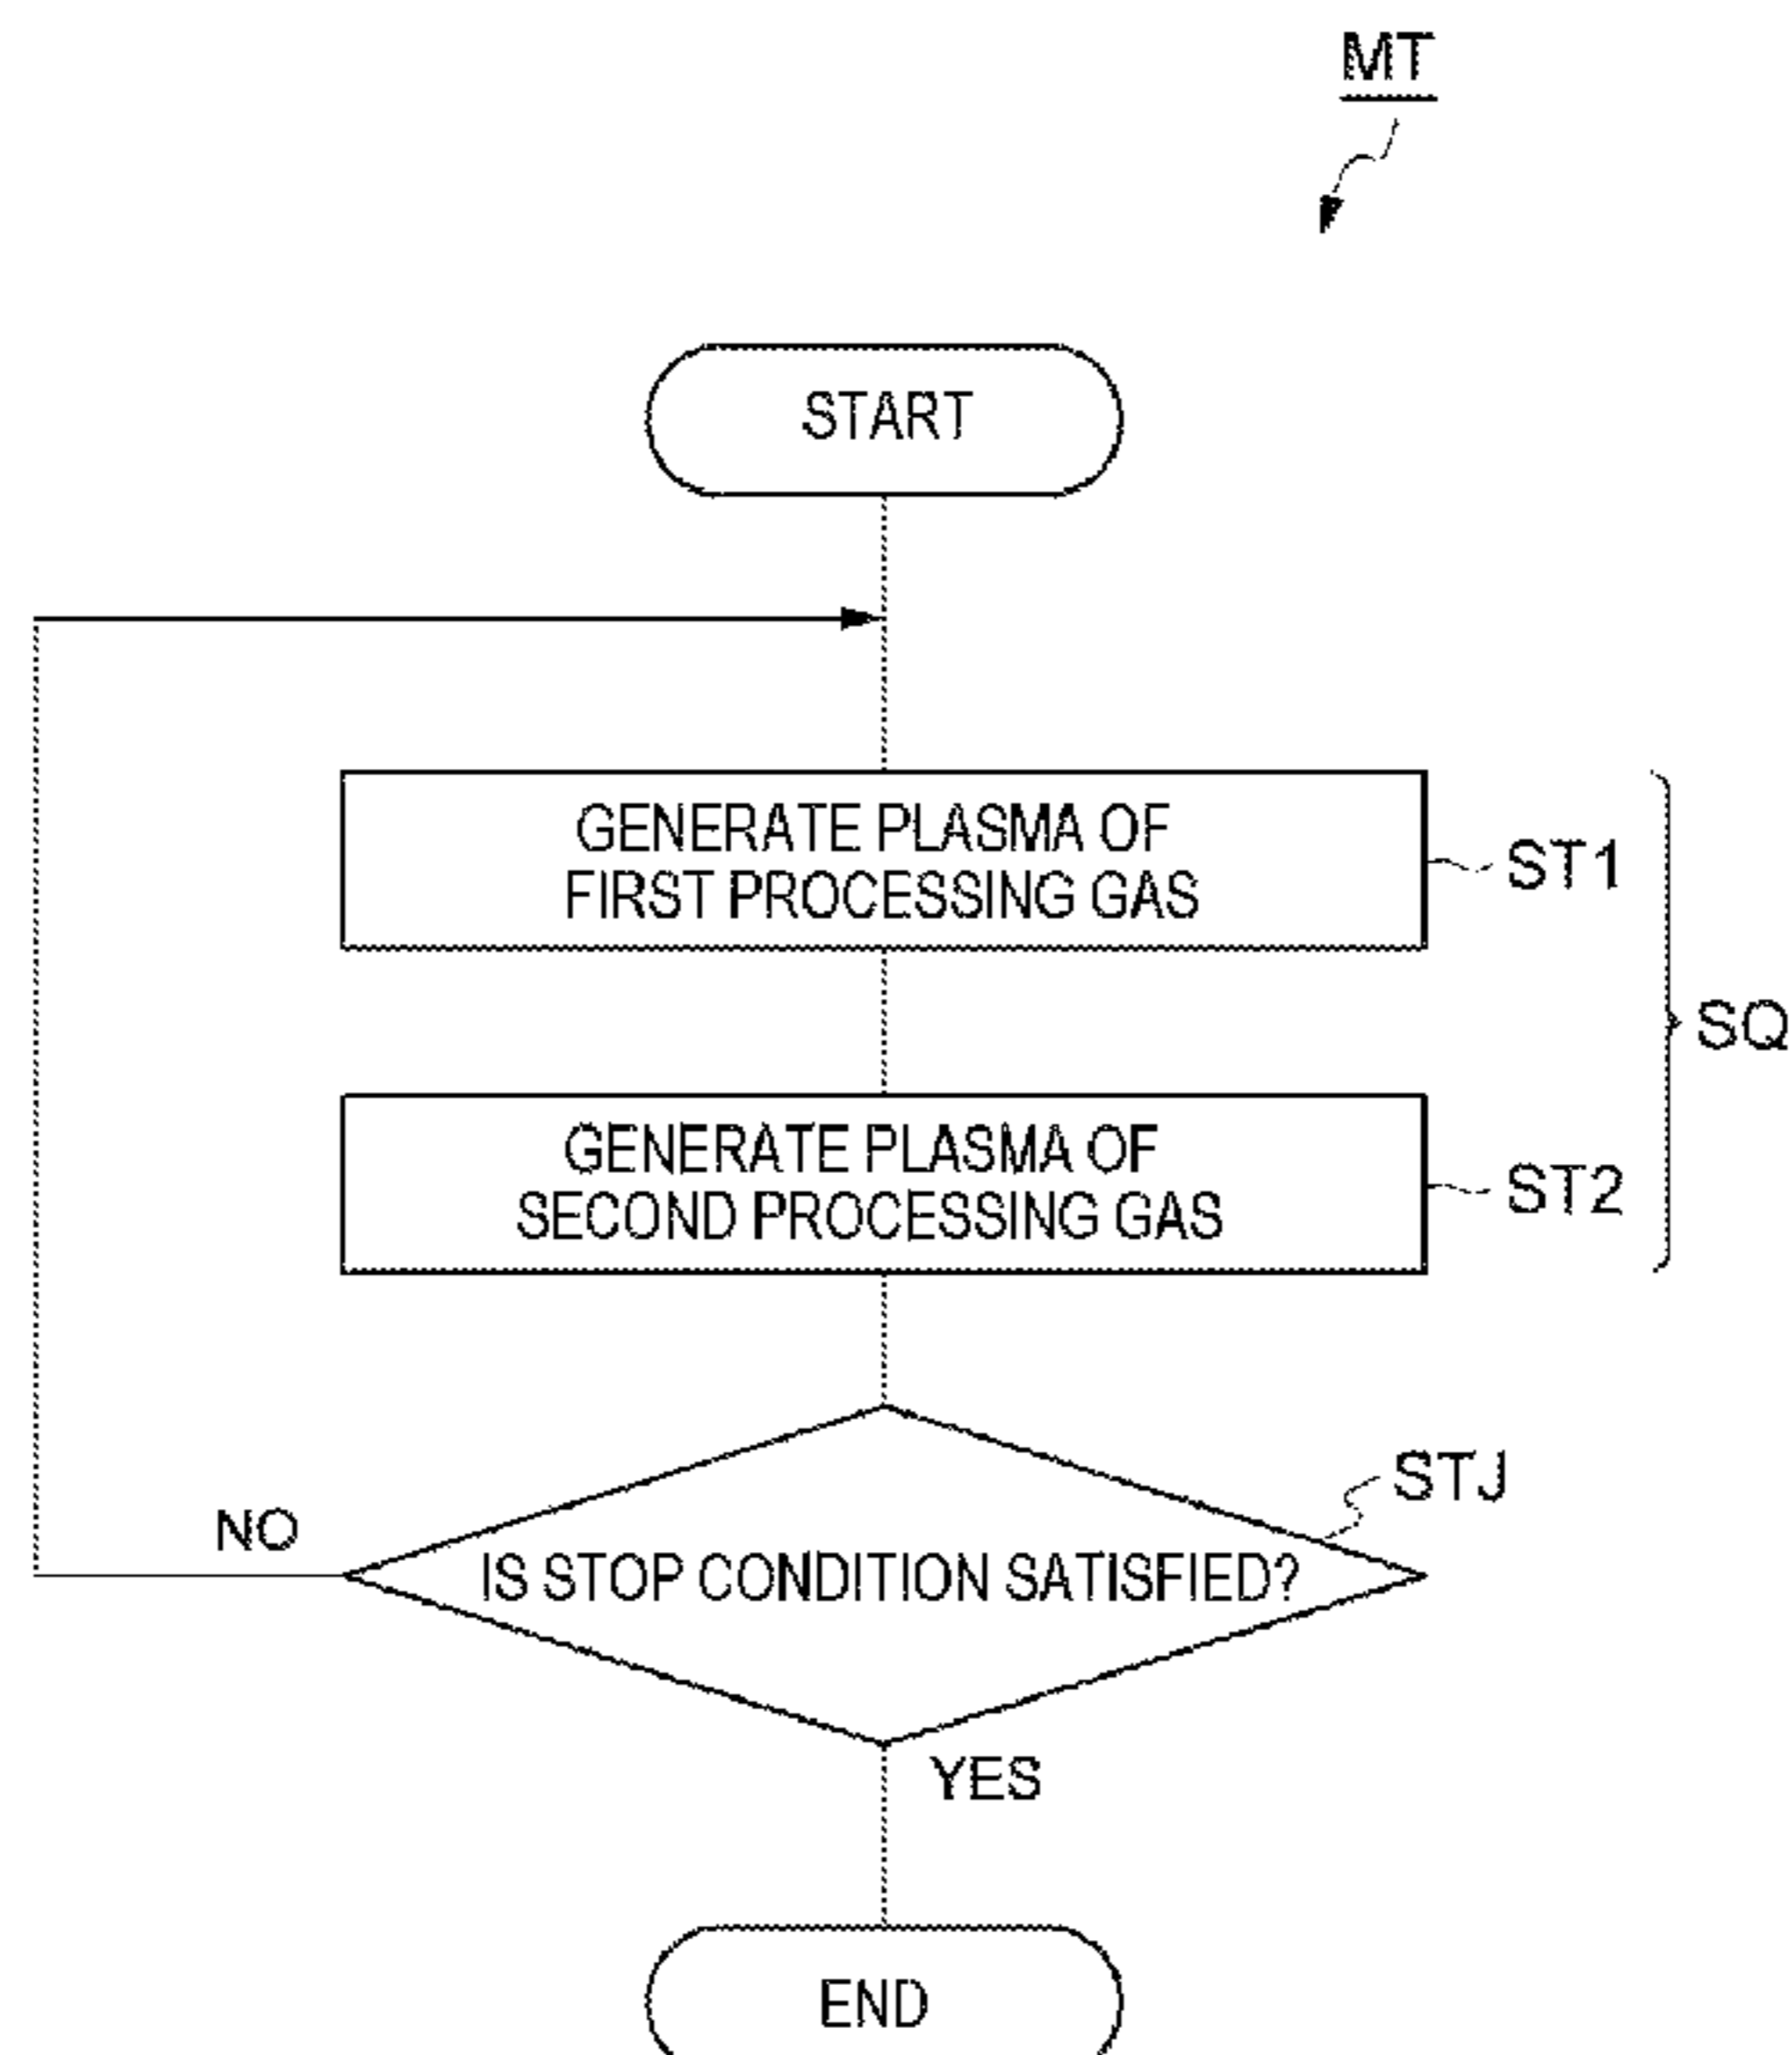 MT
START
GENERATE PLASMA OF
FIRST PROCESSING GAS
ST1
SQ
GENERATE PLASMA OF
SECOND PROCESSING GAS
ST2
STJ
NO
IS STOP CONDITION SATISFIED?
YES
END